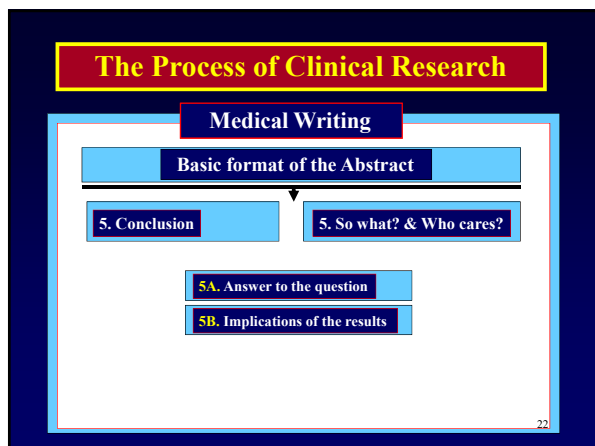 The Process of Clinical Research
Medical Writing
Basic format of the Abstract
5. Conclusion
5. So what? & Who cares?
5A. Answer to the question
5B. Implications of the results
22